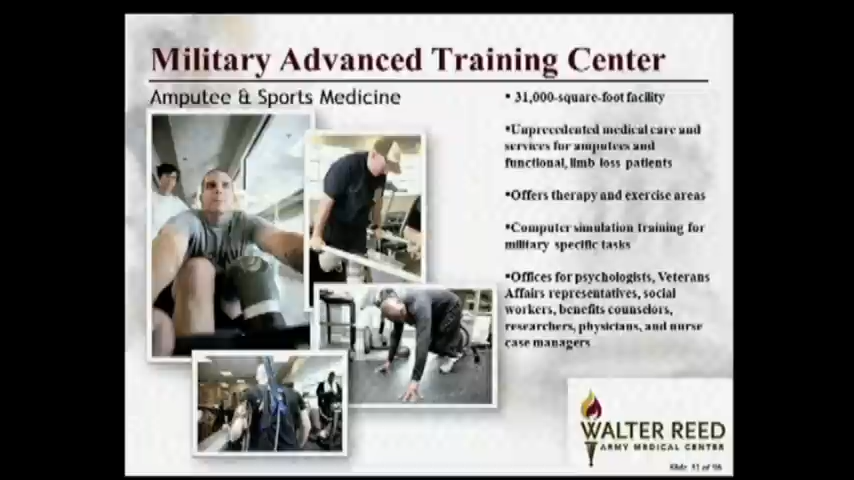 Military Advanced Training Center
Amputee & Sports Medicine
• 31,000-square-foot facility
▪Unprecedented medical care and
services for amputees and
functional, limb loss patients
▪Offers therapy and exercise areas
▪Computer simulation training for
military specific tasks
▪Offices for psychologists, Veterans
Affairs representatives, social
workers, benefits counselors,
researchers, physicians, and nurse
case managers
WALTER REED
ARMY MEDICAL CENTER
Slide of